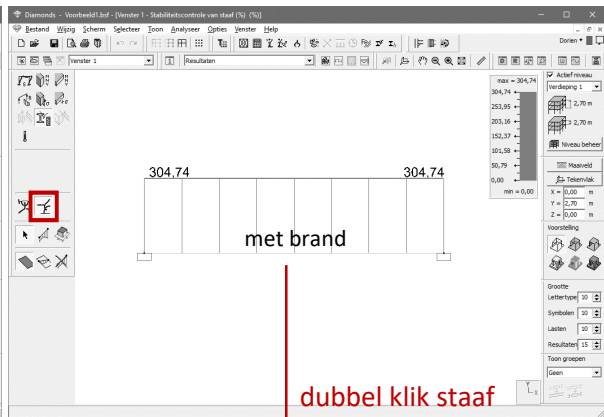 Diamonds - Voorbeeld1.bsf - [Venster 1 - Stabiliteitscontrole van staaf (%) (%)]
Bestand Wijzig Scherm Selecteer Toon Analyseer Opties Venster Help
Dorien
Venster 1
Resultaten
max = 304,74
304,74
253,95
203,16
152,37
101,58
50,79
0,00
min = 0,00
Actief niveau
Verdieping 1
2,70 m
> 2,70 m
Niveau beheer
Maaiveld
Tekenvlak
X = 0,00 m
Y = 2,70 m
Z = 0,00 m
Voorstelling
Grootte
Lettertype 10
Symbolen 10
Lasten 10
Resultaten 15
Toon groepen
Geen
304.74 304.74
met brand
dubbel klik staaf
Y
X